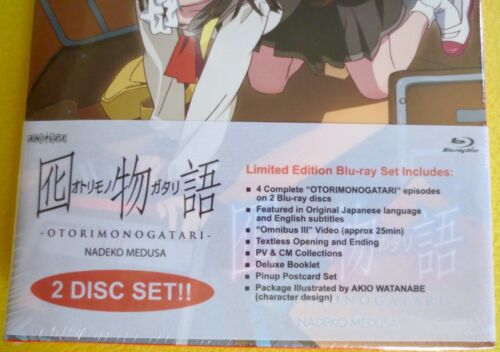 Blu-ray Disc
囮物語
オトリモノガタリ
-OTORIMONOGATARI-
NADEKO MEDUSA
2 DISC SET!!
Limited Edition Blu-ray Set Includes:
4 Complete "OTORIMONOGATARI" episodes
on 2 Blu-ray discs
Featured in Original Japanese language
and English subtitles
"Omnibus III" Video (approx 25min)
Textless Opening and Ending
PV & CM Collections
Deluxe Booklet
Pinup Postcard Set
Package Illustrated by AKIO WATANABE
(character design)
NADEKO MEDUSA